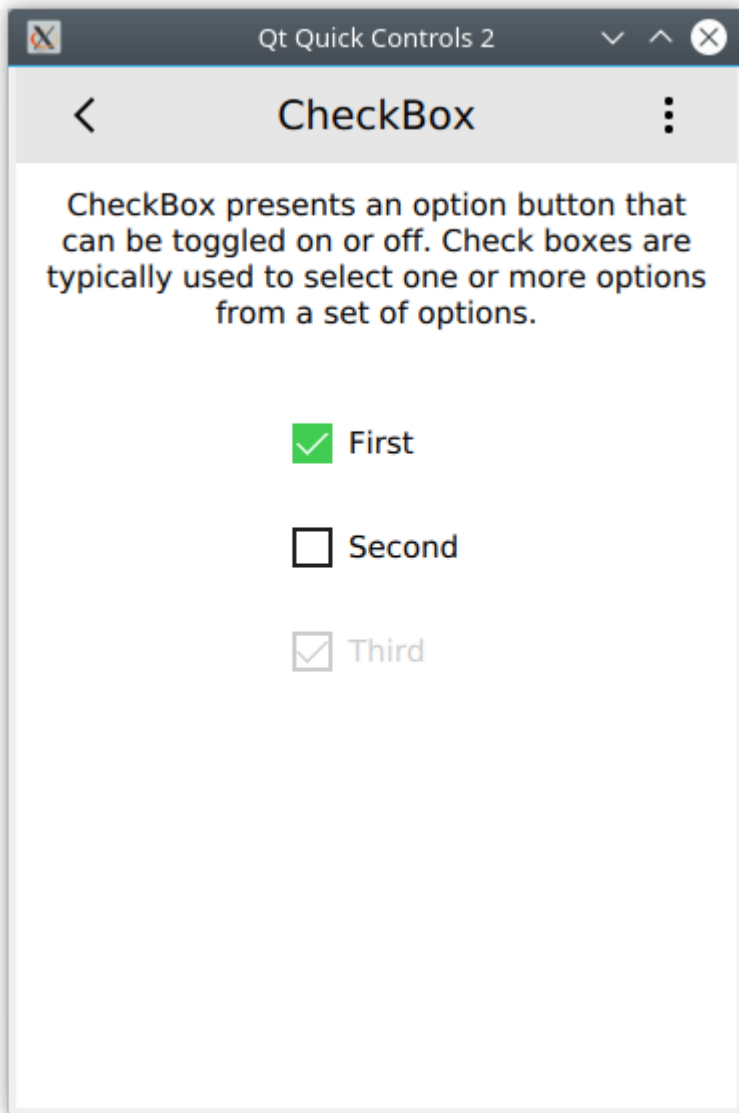 Qt Quick Controls 2
CheckBox
CheckBox presents an option button that
can be toggled on or off. Check boxes are
typically used to select one or more options
from a set of options.
First
Second
Third